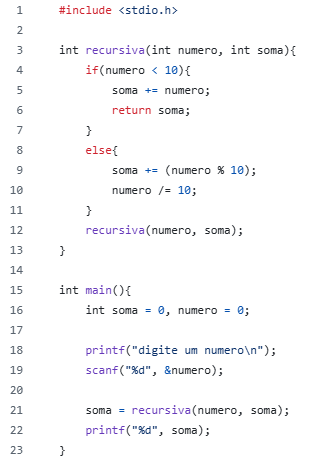 1 #include <stdio.h>
2
3 int recursiva(int numero, int soma){
4     if(numero < 10){
5         soma += numero;
6         return soma;
7     }
8     else{
9         soma += (numero % 10);
10         numero /= 10;
11     }
12     recursiva(numero, soma);
13 }
14
15 int main(){
16     int soma = 0, numero = 0;
17
18     printf("digite um numero\n");
19     scanf("%d", &numero);
20
21     soma = recursiva(numero, soma);
22     printf("%d", soma);
23 }